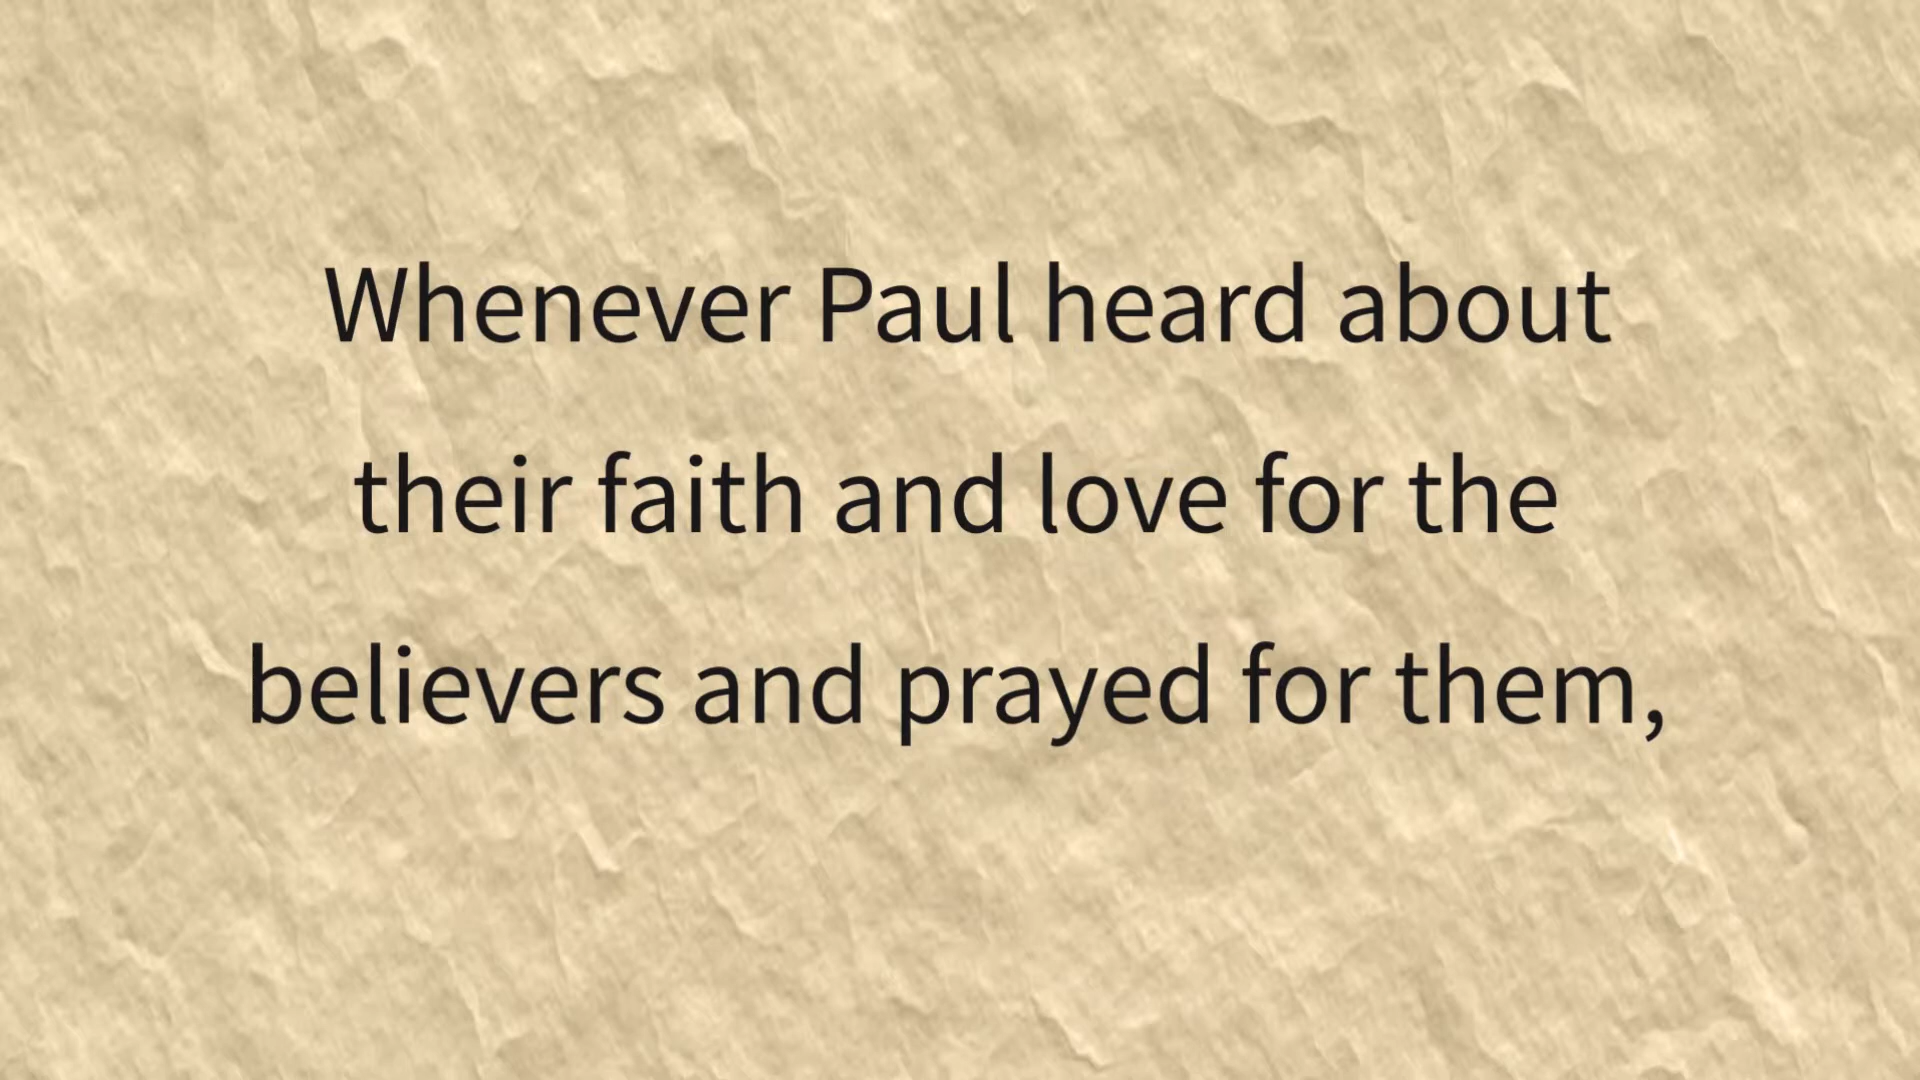 Whenever Paul heard about
their faith and love for the
believers and prayed for them,